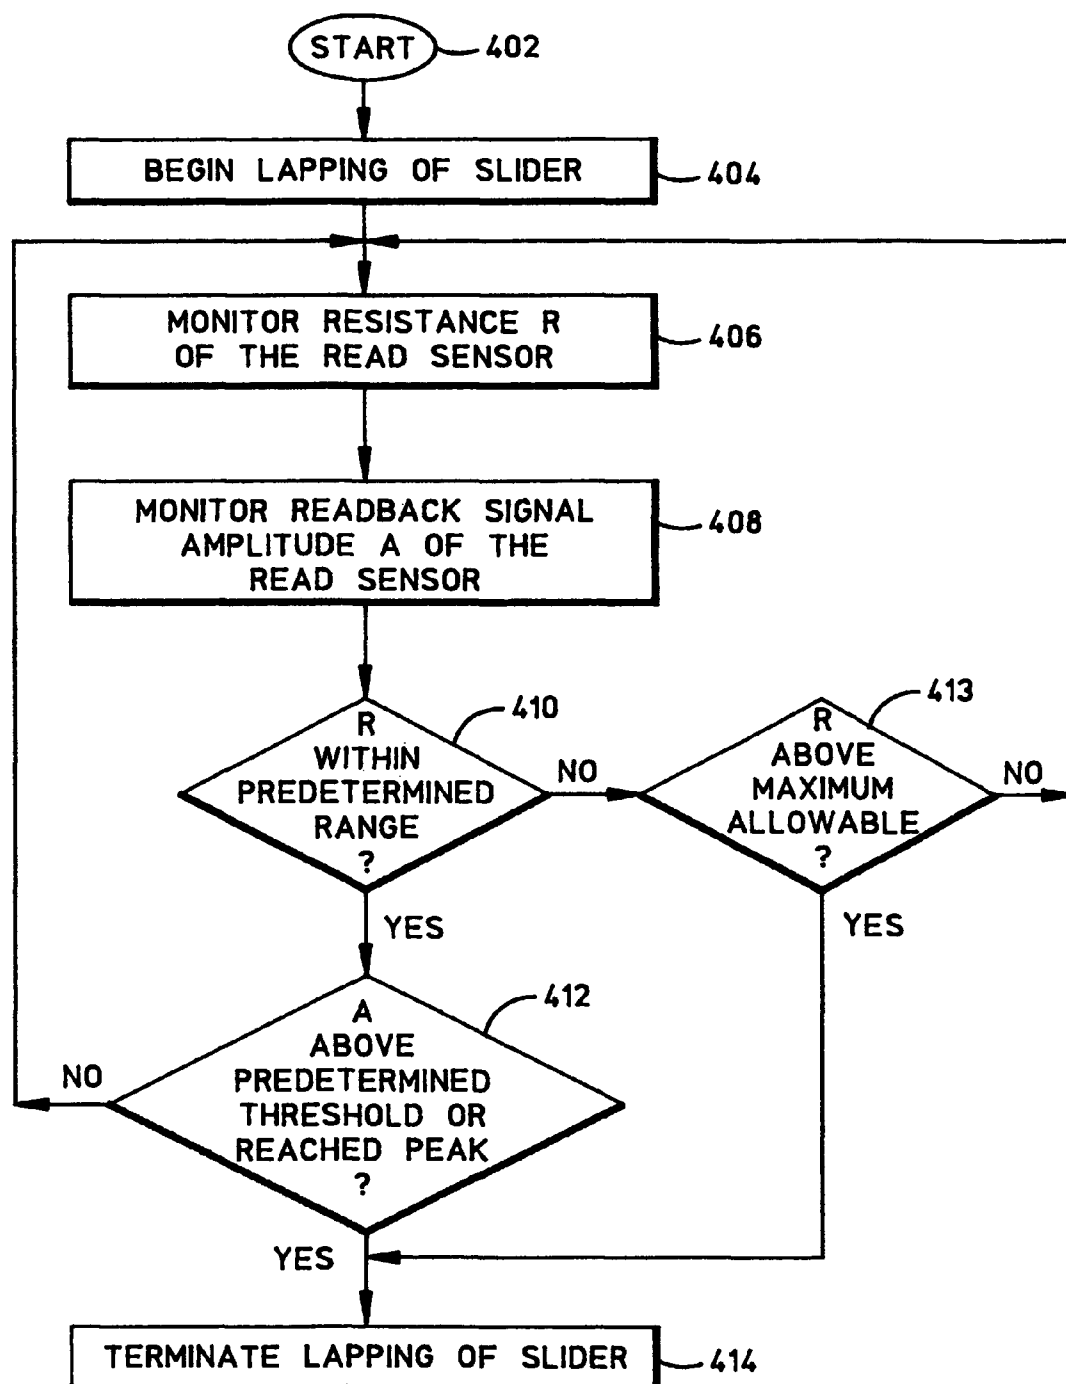 START
402
BEGIN LAPPING OF SLIDER
404
MONITOR RESISTANCE R
OF THE READ SENSOR
406
MONITOR READBACK SIGNAL
AMPLITUDE A OF THE
READ SENSOR
408
R
WITHIN
PREDETERMINED
RANGE
?
410
NO
R
ABOVE
MAXIMUM
ALLOWABLE
?
413
NO
YES
YES
A
ABOVE
PREDETERMINED
THRESHOLD OR
REACHED PEAK
?
412
NO
YES
TERMINATE LAPPING OF SLIDER
414